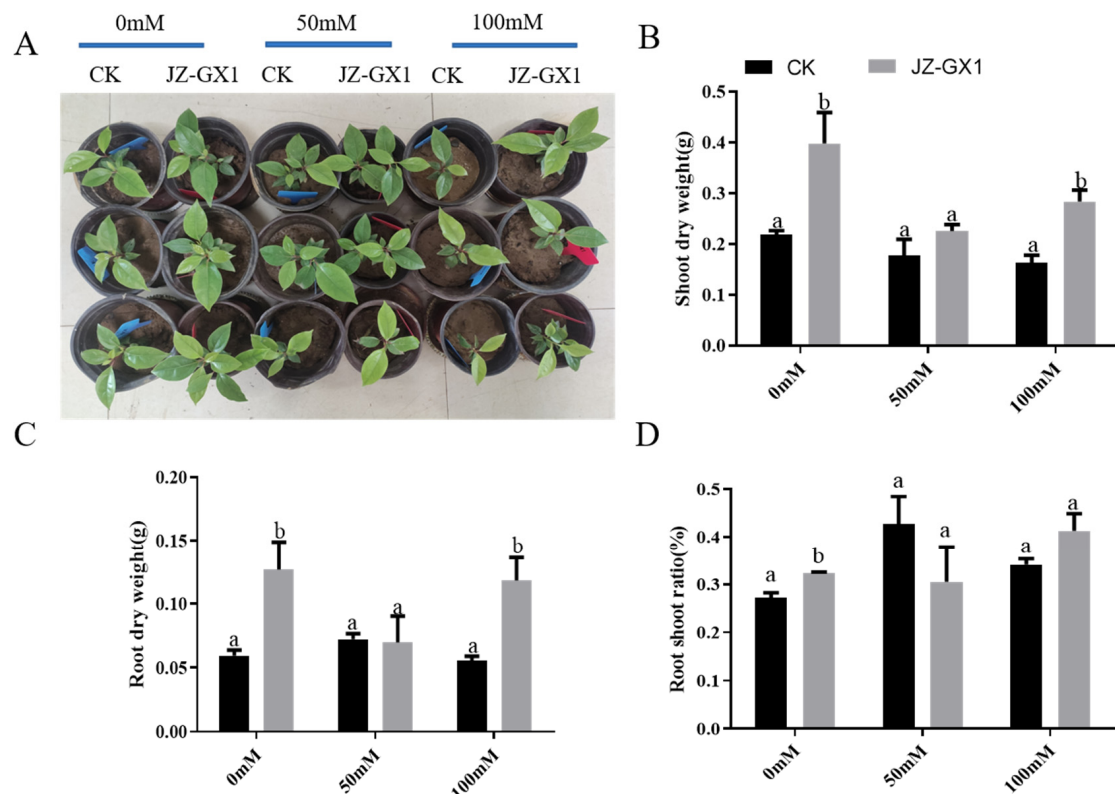 A
0mM 50mM 100mM
CK JZ-GX1 CK JZ-GX1 CK JZ-GX1
B
CK JZ-GX1
Shoot dry weight(g)
0.5
0.4
0.3
0.2
0.1
0.0
a b a a a b
0mM 50mM 100mM
C
Root dry weight(g)
0.20
0.15
0.10
0.05
0.00
a b a a a b
0mM 50mM 100mM
D
Root shoot ratio(%)
0.5
0.4
0.3
0.2
0.1
0.0
a b a a a a
0mM 50mM 100mM